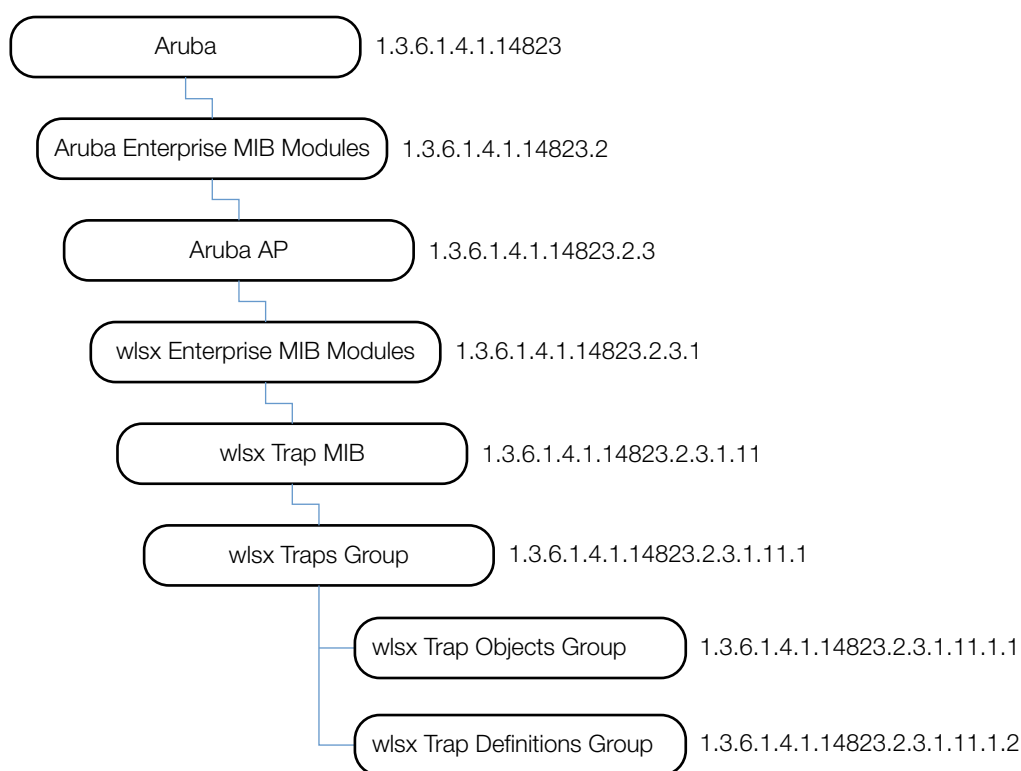 Aruba 1.3.6.1.4.1.14823
Aruba Enterprise MIB Modules 1.3.6.1.4.1.14823.2
Aruba AP 1.3.6.1.4.1.14823.2.3
wlsx Enterprise MIB Modules 1.3.6.1.4.1.14823.2.3.1
wlsx Trap MIB 1.3.6.1.4.1.14823.2.3.1.11
wlsx Traps Group 1.3.6.1.4.1.14823.2.3.1.11.1
wlsx Trap Objects Group 1.3.6.1.4.1.14823.2.3.1.11.1.1
wlsx Trap Definitions Group 1.3.6.1.4.1.14823.2.3.1.11.1.2